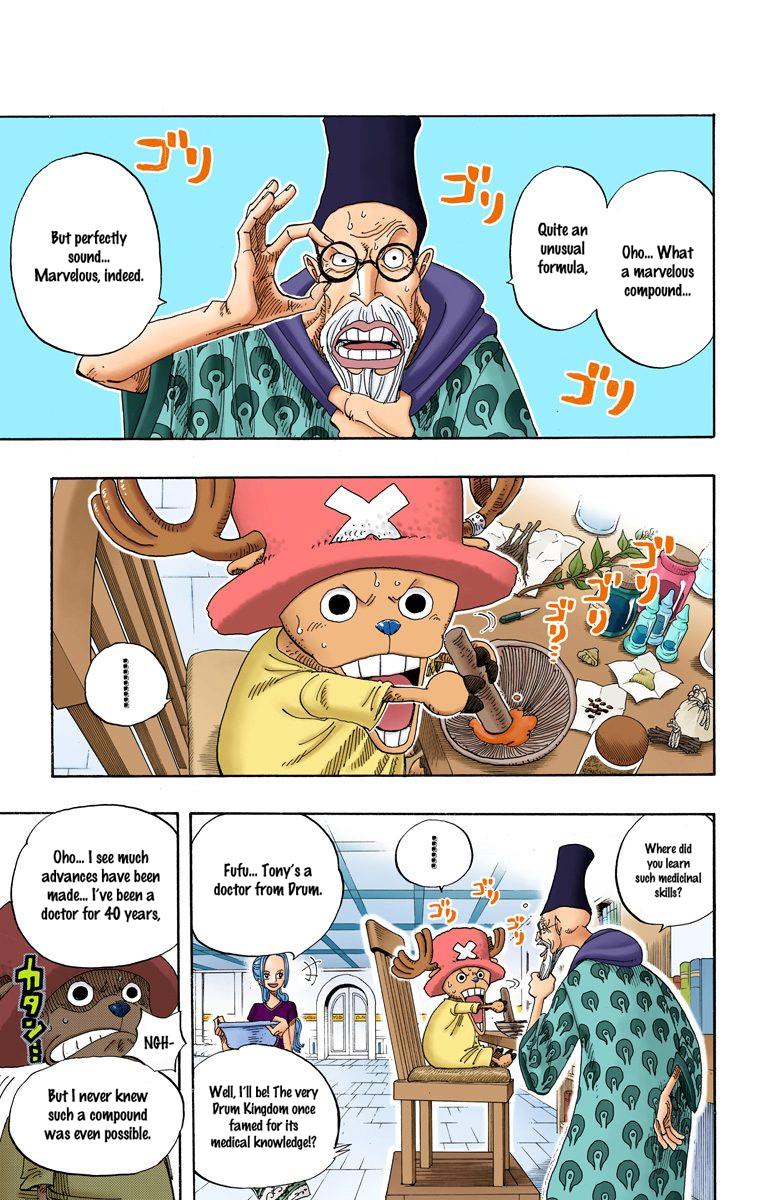 Oho... What
a marvelous
compound...
Quite an
unusual
formula,
ゴリ
ゴリ
ゴリ
But perfectly
sound...
Marvelous, indeed.
ゴリ
ゴリ
ゴリ...
Where did
you learn
such medicinal
skills?
ゴリ
ゴリ
ゴリ
Fufu... Tony's a
doctor from Drum.
Well, I'll be! The very
Drum Kingdom once
famed for its
medical knowledge!?
Oho... I see much
advances have been
made... I've been a
doctor for 40 years,
カタン!!
NGH-
But I never knew
such a compound
was even possible.